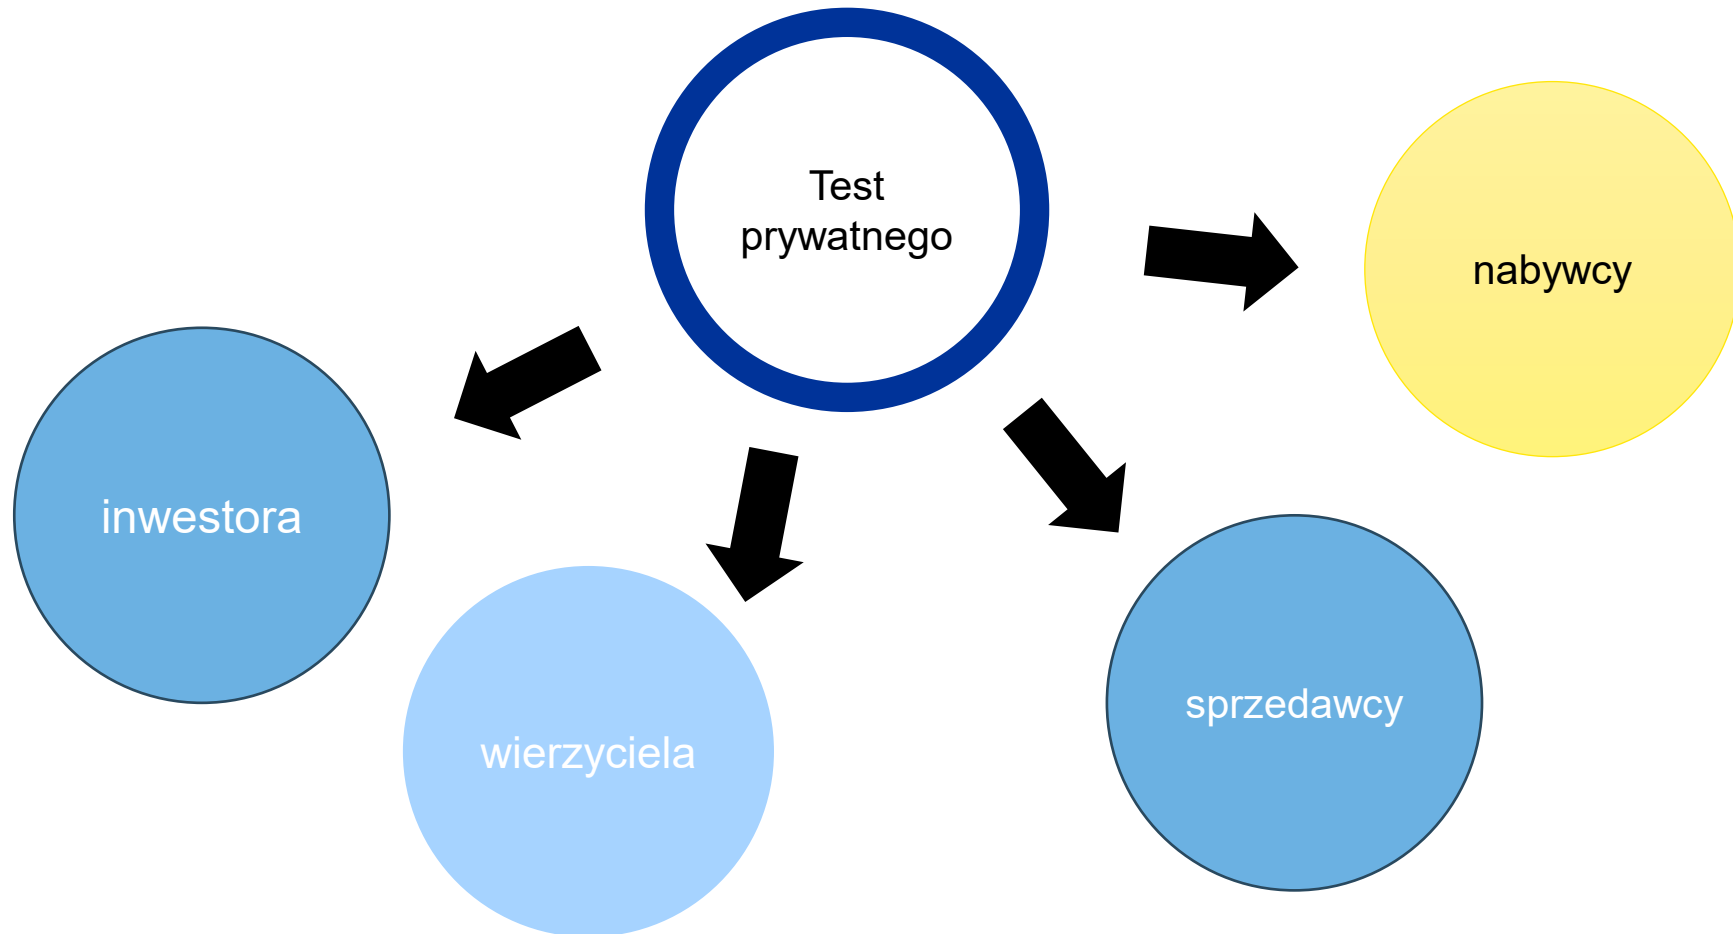 Test
prywatnego
nabywcy
inwestora
sprzedawcy
wierzyciela